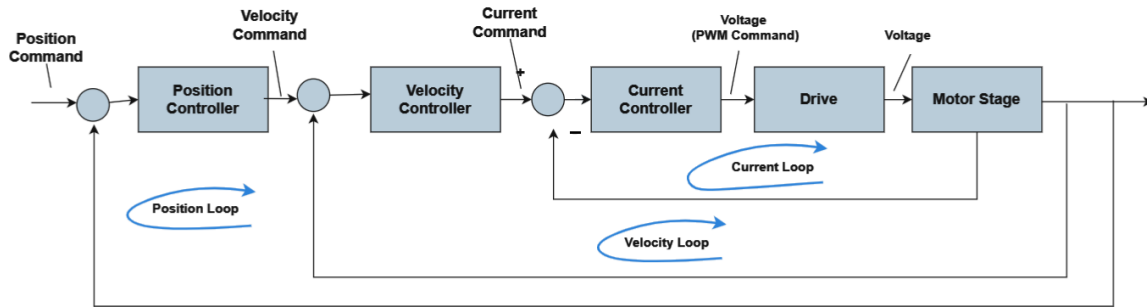 Position
Command
Velocity
Command
Current
Command
Voltage
(PWM Command)
Voltage
+
Position
Controller
Velocity
Controller
Current
Controller
Drive
Motor Stage
−
Current Loop
Position Loop
Velocity Loop